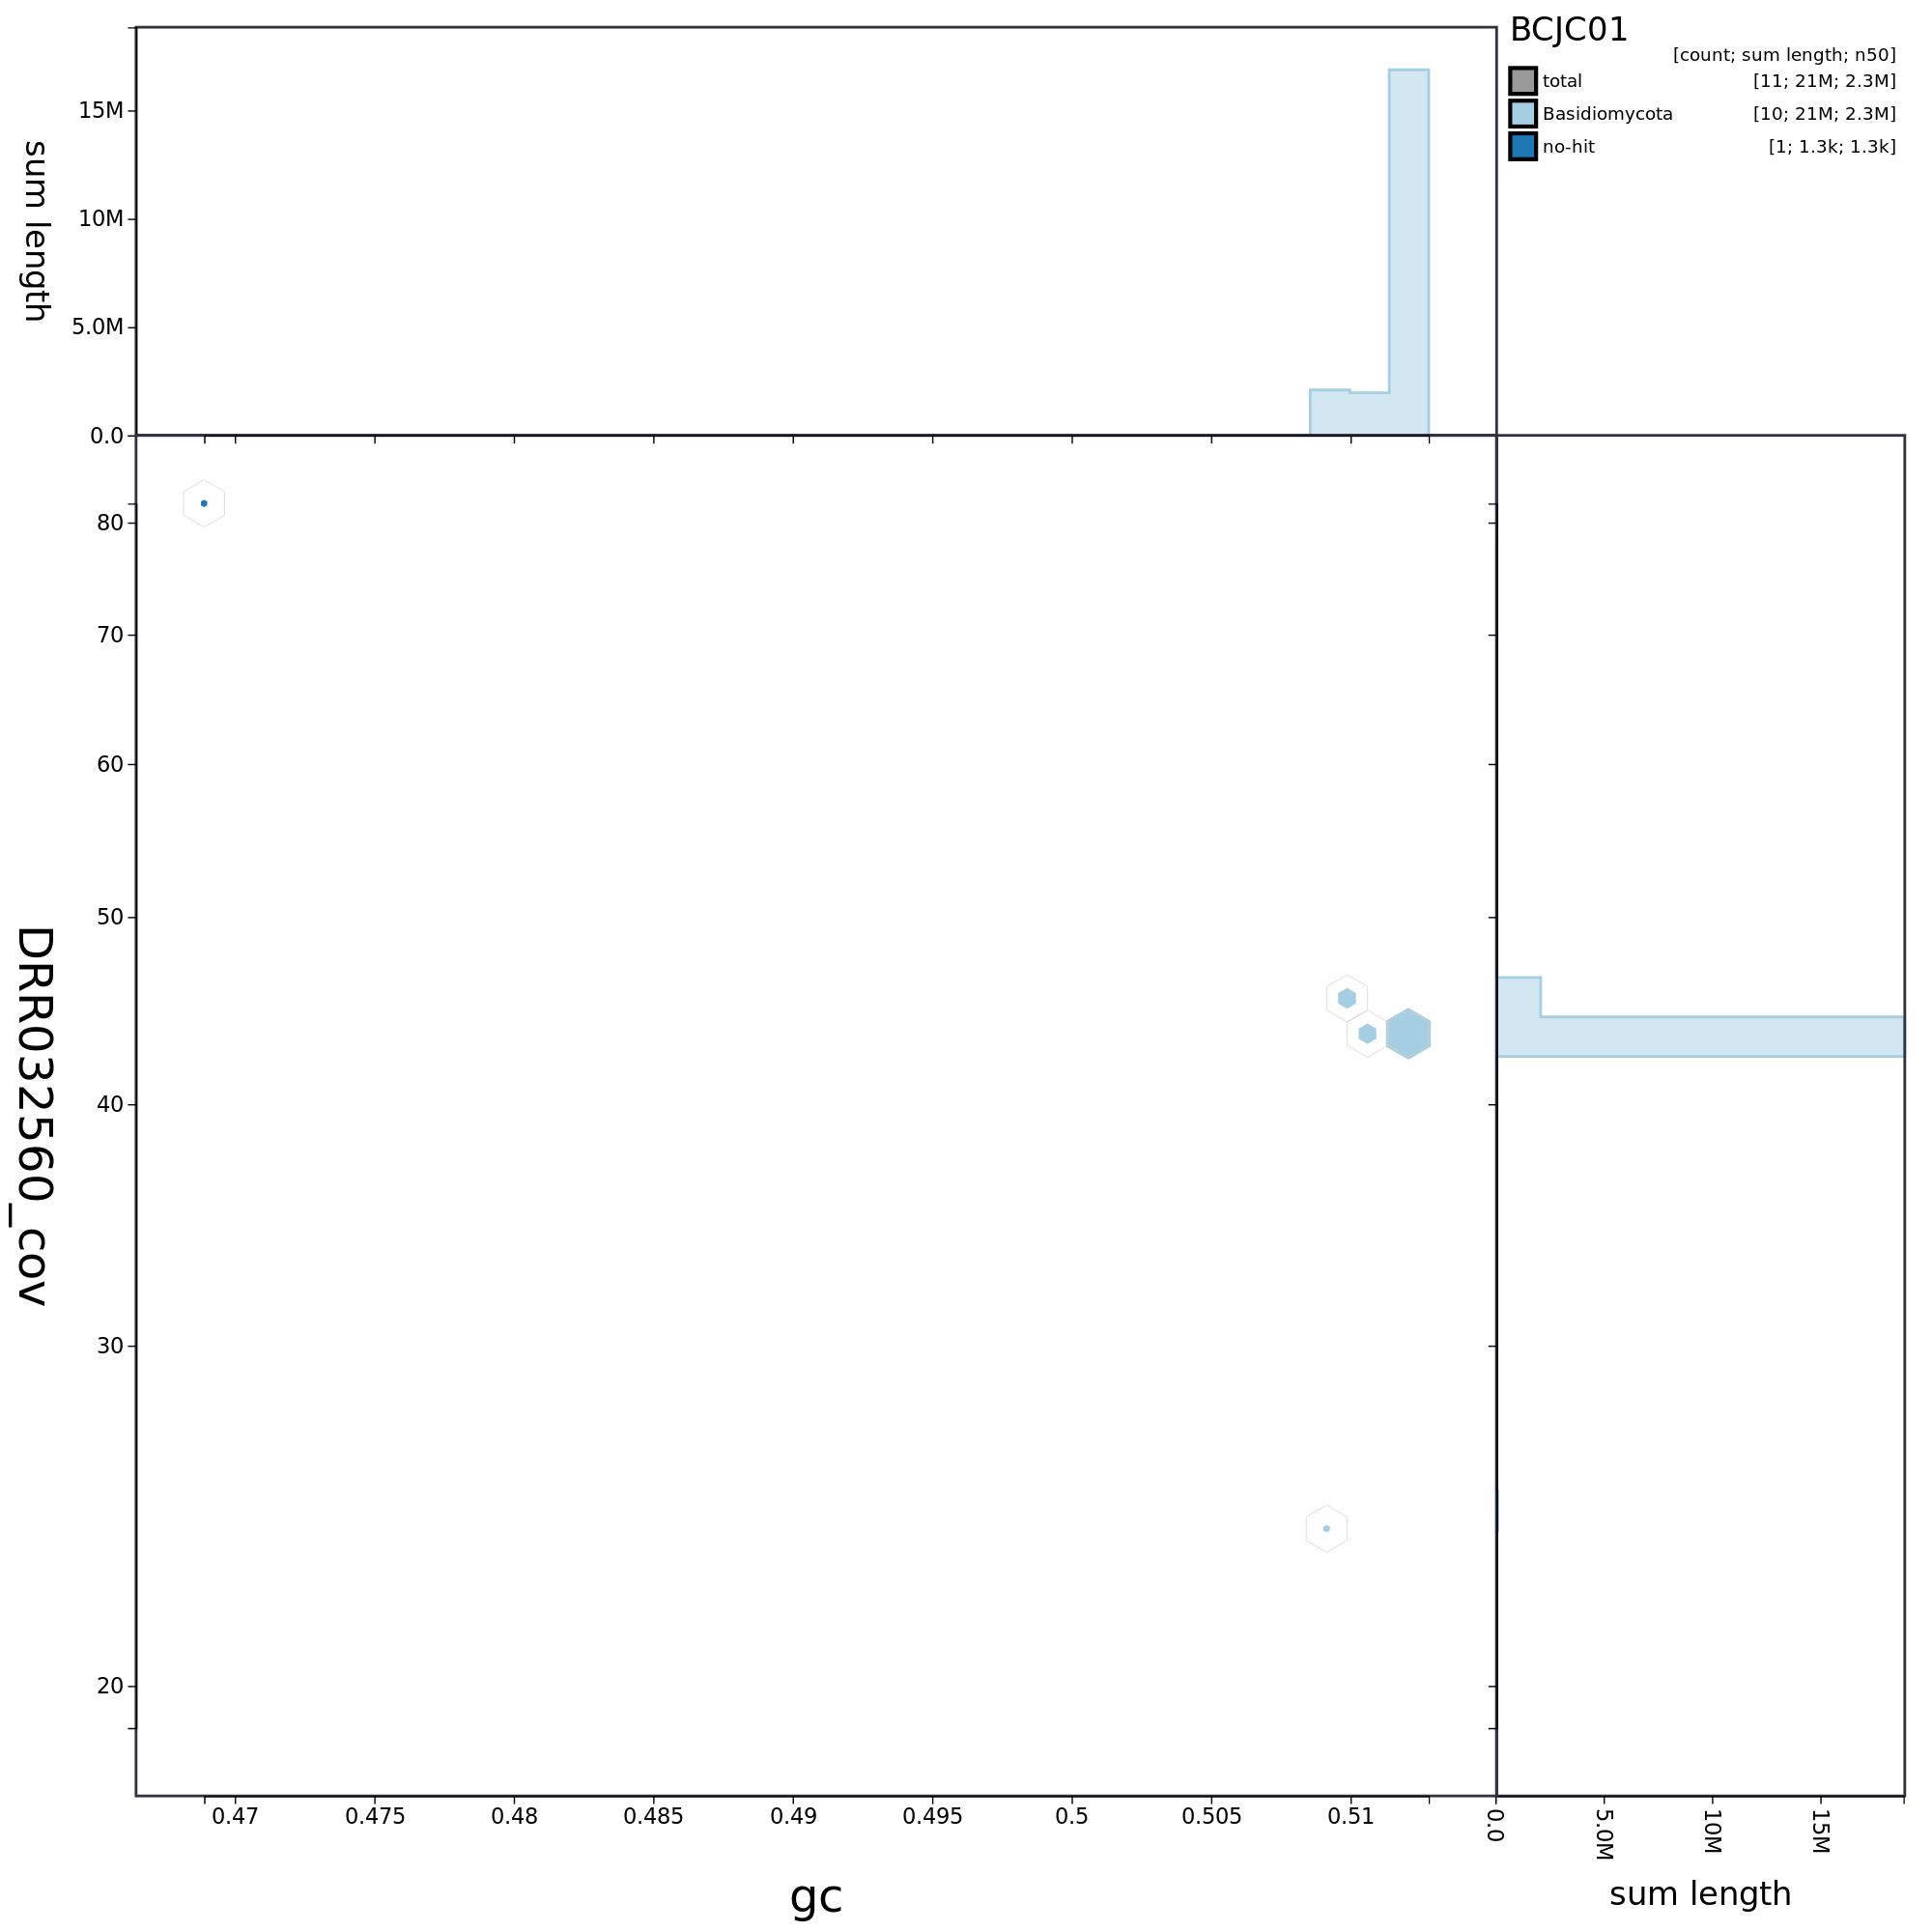 BCJC01
[count; sum length; n50]
total [11; 21M; 2.3M]
Basidiomycota [10; 21M; 2.3M]
no-hit [1; 1.3k; 1.3k]
sum length
15M
10M
5.0M
0.0
DRR032560_cov
80
70
60
50
40
30
20
0.47 0.475 0.48 0.485 0.49 0.495 0.5 0.505 0.51
gc
0.0 5.0M 10M 15M
sum length